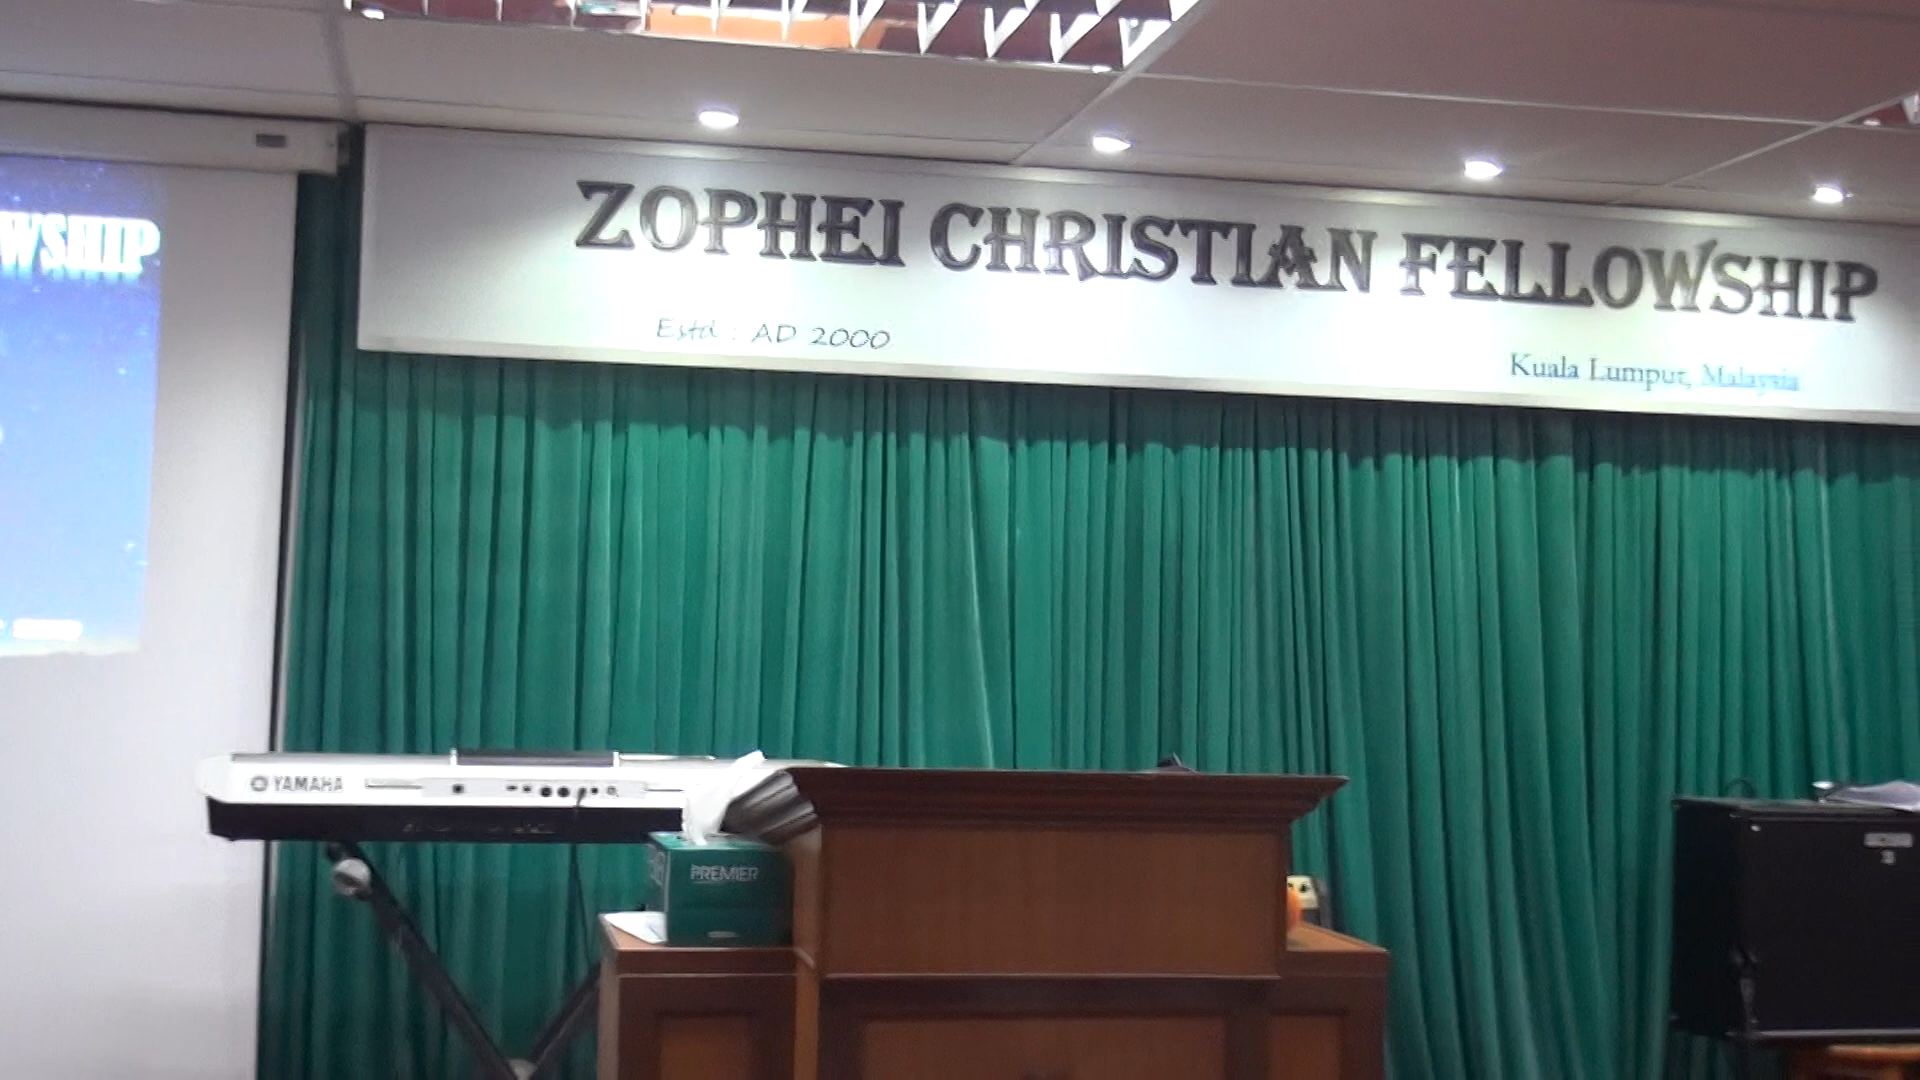 WSHIP
ZOPHEI CHRISTIAN FELLOWSHIP
Estd : AD 2000
Kuala Lumpur, Malaysia
YAMAHA
PREMIER